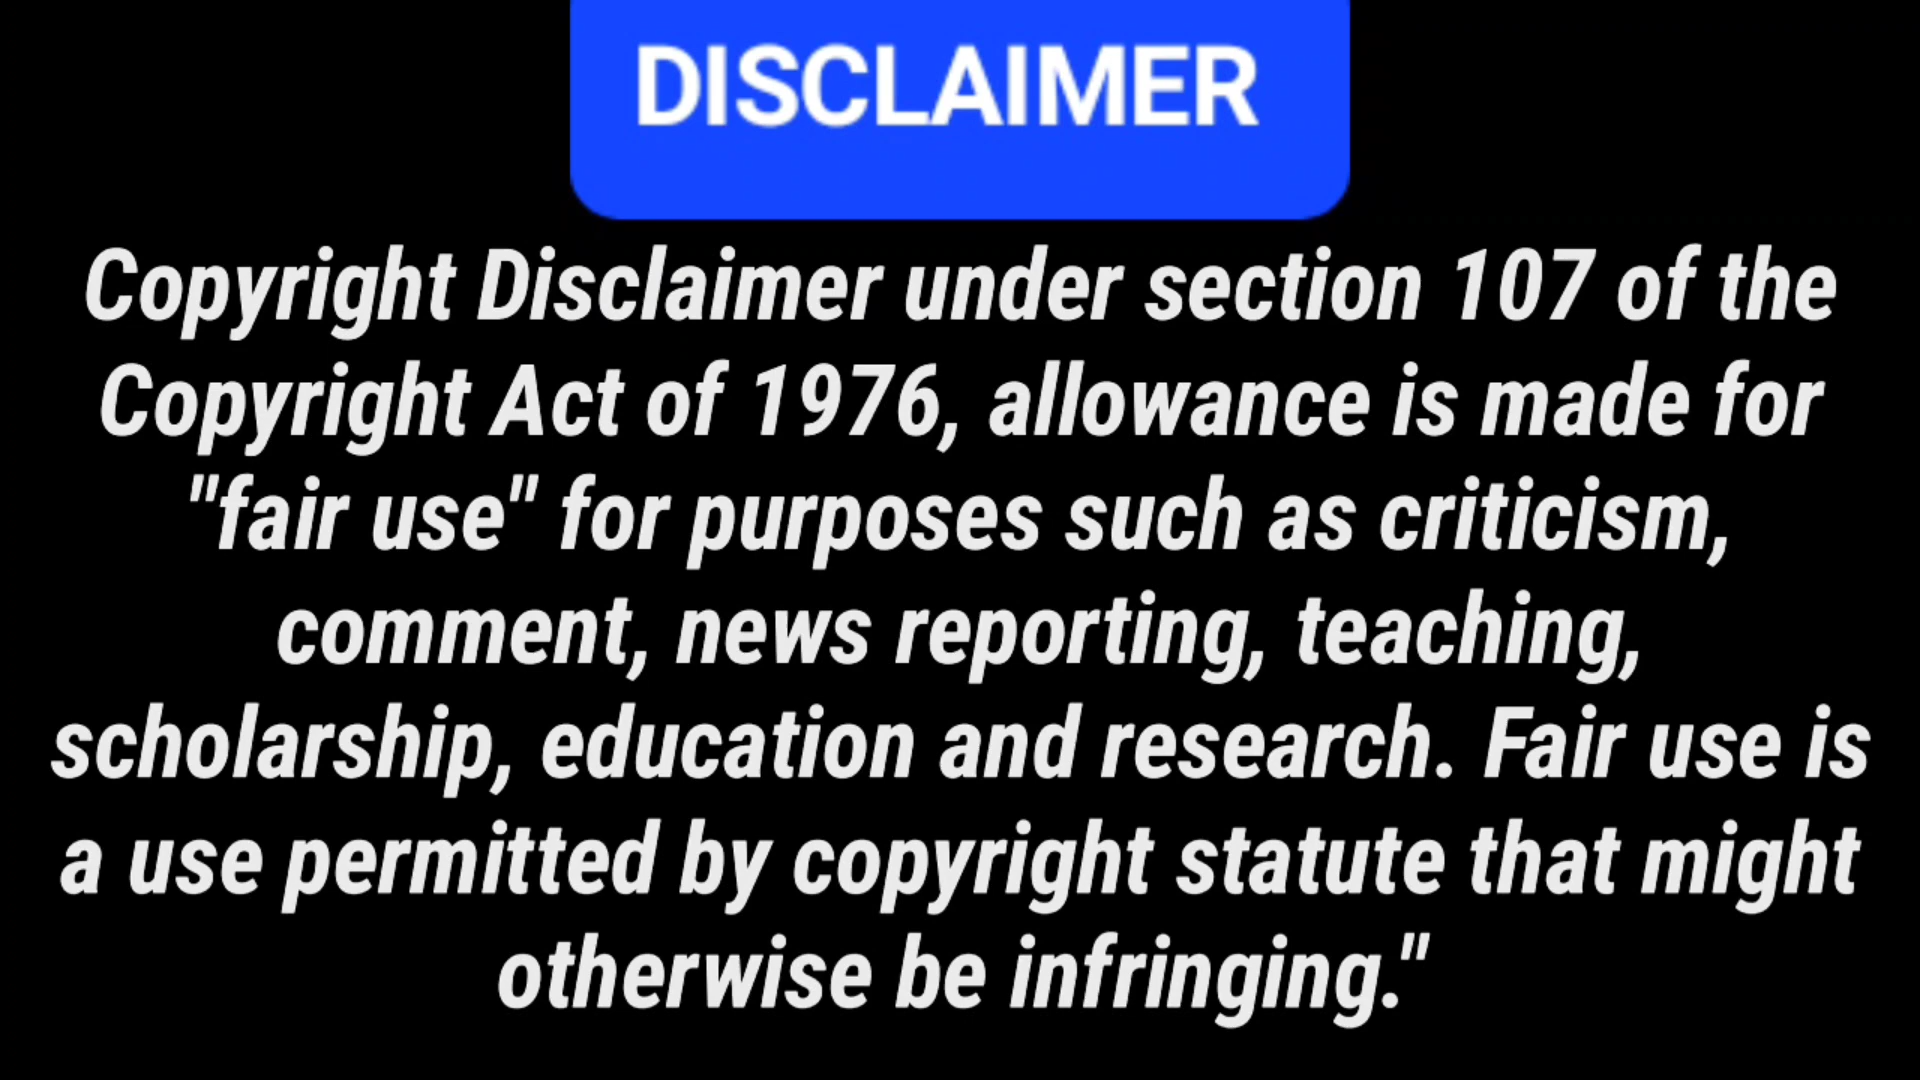 DISCLAIMER
Copyright Disclaimer under section 107 of the
Copyright Act of 1976, allowance is made for
"fair use" for purposes such as criticism,
comment, news reporting, teaching,
scholarship, education and research. Fair use is
a use permitted by copyright statute that might
otherwise be infringing."